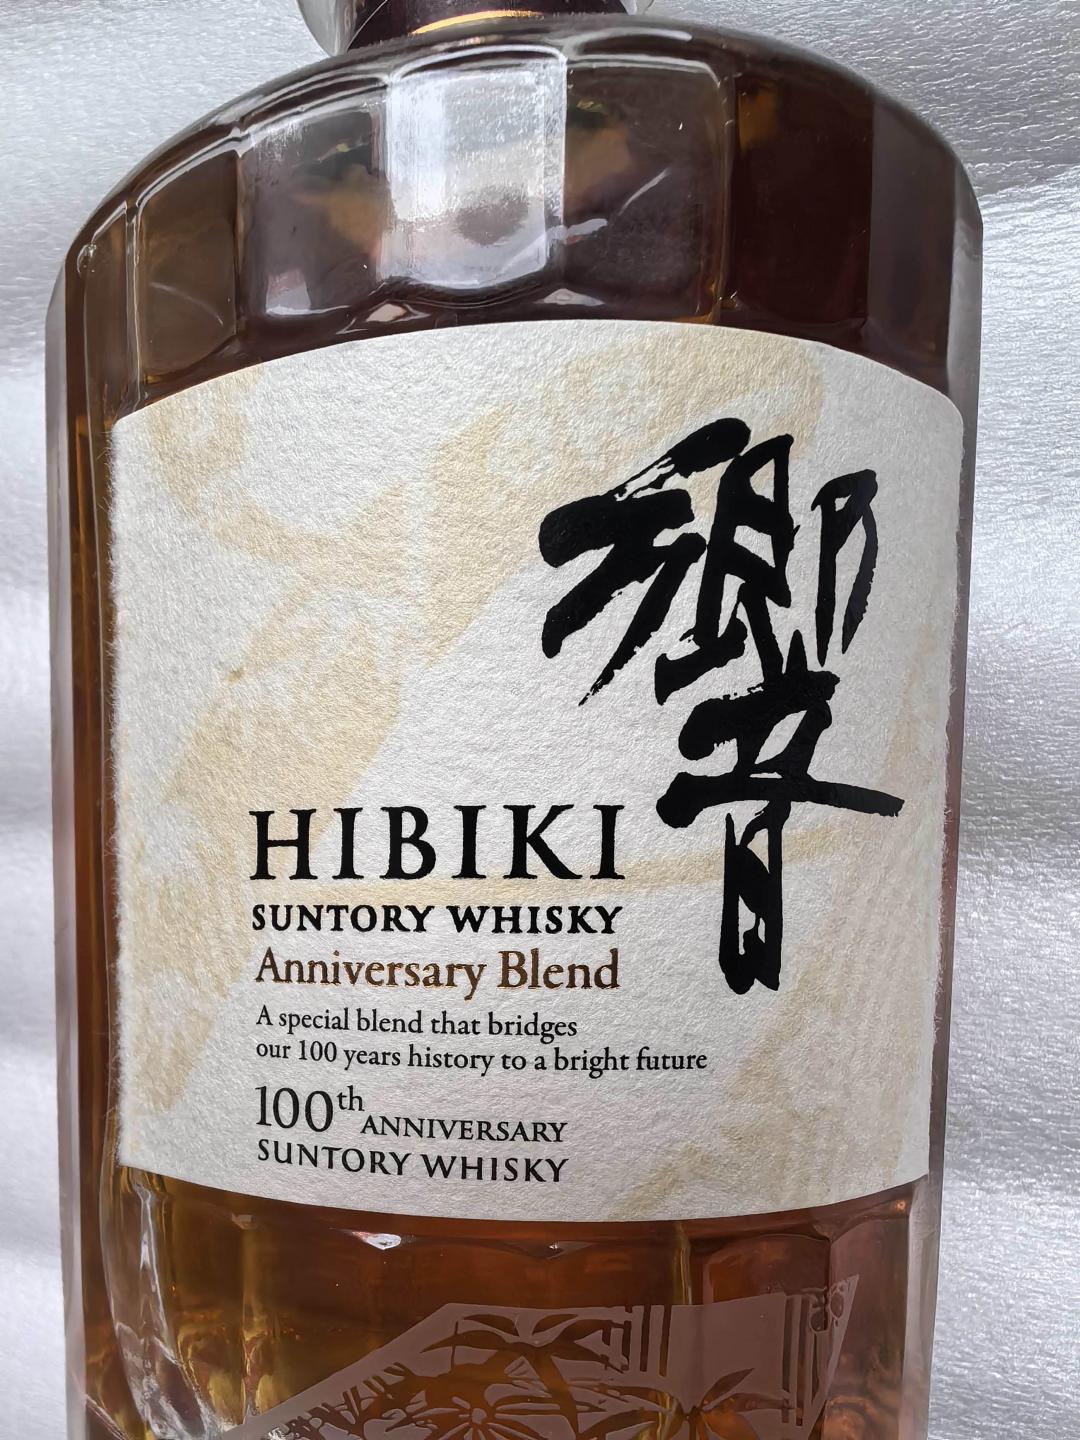 響
HIBIKI
SUNTORY WHISKY
Anniversary Blend
A special blend that bridges
our 100 years history to a bright future
100th ANNIVERSARY
SUNTORY WHISKY